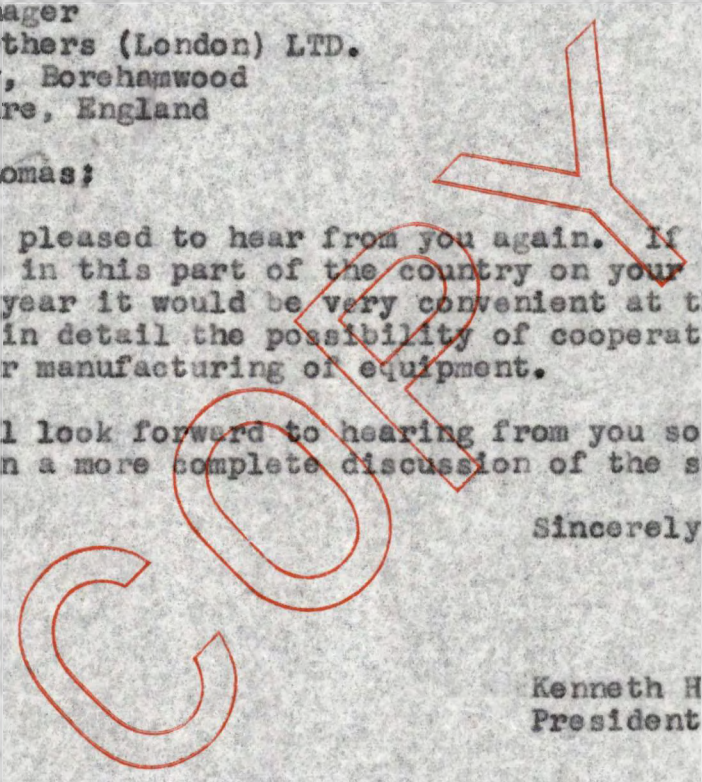 ager
thers (London) LTD.
, Borehamwood
re, England
omas;
pleased to hear from you again. If
in this part of the country on your
year it would be very convenient at t
in detail the possibility of cooperat
r manufacturing of equipment.
l look forward to hearing from you so
n a more complete discussion of the s
Sincerely
Kenneth H
President
COPY